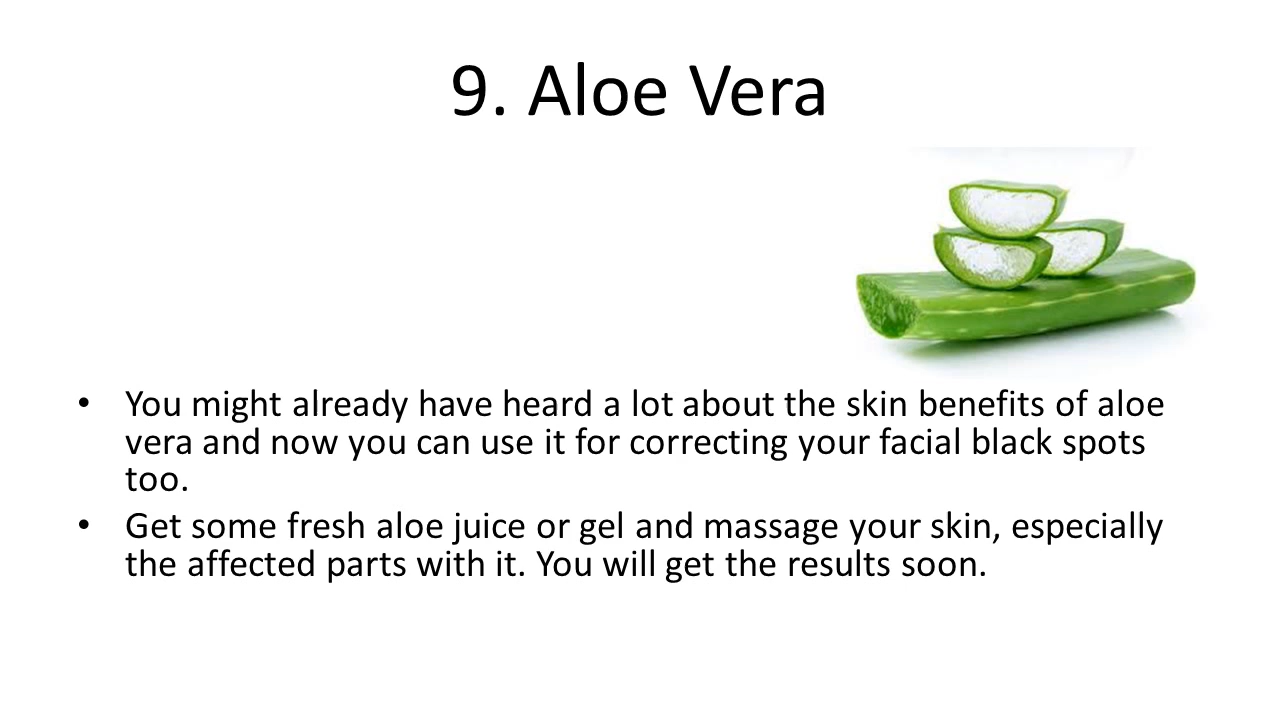 9. Aloe Vera
• You might already have heard a lot about the skin benefits of aloe
vera and now you can use it for correcting your facial black spots
too.
• Get some fresh aloe juice or gel and massage your skin, especially
the affected parts with it. You will get the results soon.